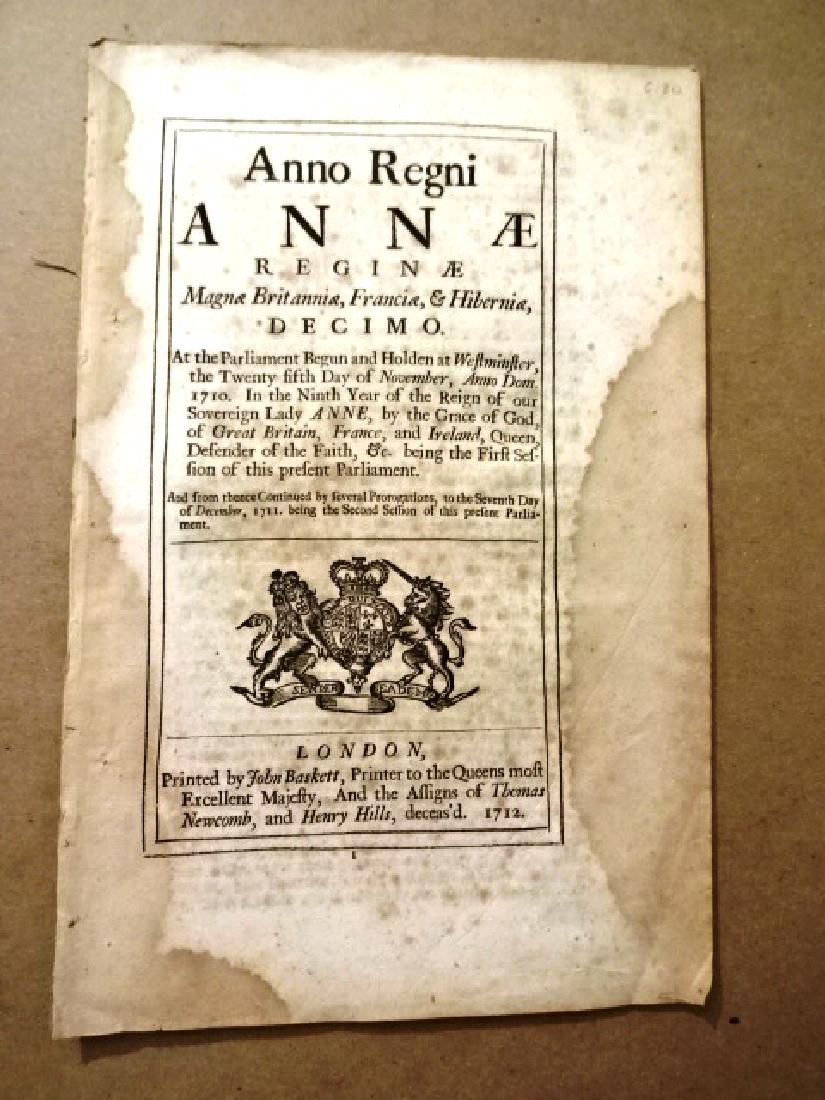 Anno Regni
ANNÆ
REGINÆ
Magnæ Britanniæ, Franciæ, & Hiberniæ,
DECIMO.
At the Parliament Begun and Holden at Weſtminſter,
the Twenty fifth Day of November, Anno Dom.
1710. In the Ninth Year of the Reign of our
Sovereign Lady ANNE, by the Grace of God,
of Great Britain, France, and Ireland, Queen,
Defender of the Faith, &c. being the Firſt Seſ-
ſion of this preſent Parliament.
And from thence Continued by ſeveral Prorogations, to the Seventh Day
of December, 1711. being the Second Seſſion of this preſent Parlia-
ment.
SEMPER EADEM
LONDON,
Printed by John Baskett, Printer to the Queens moſt
Excellent Majeſty, And the Aſſigns of Thomas
Newcomb, and Henry Hills, deceas'd. 1712.